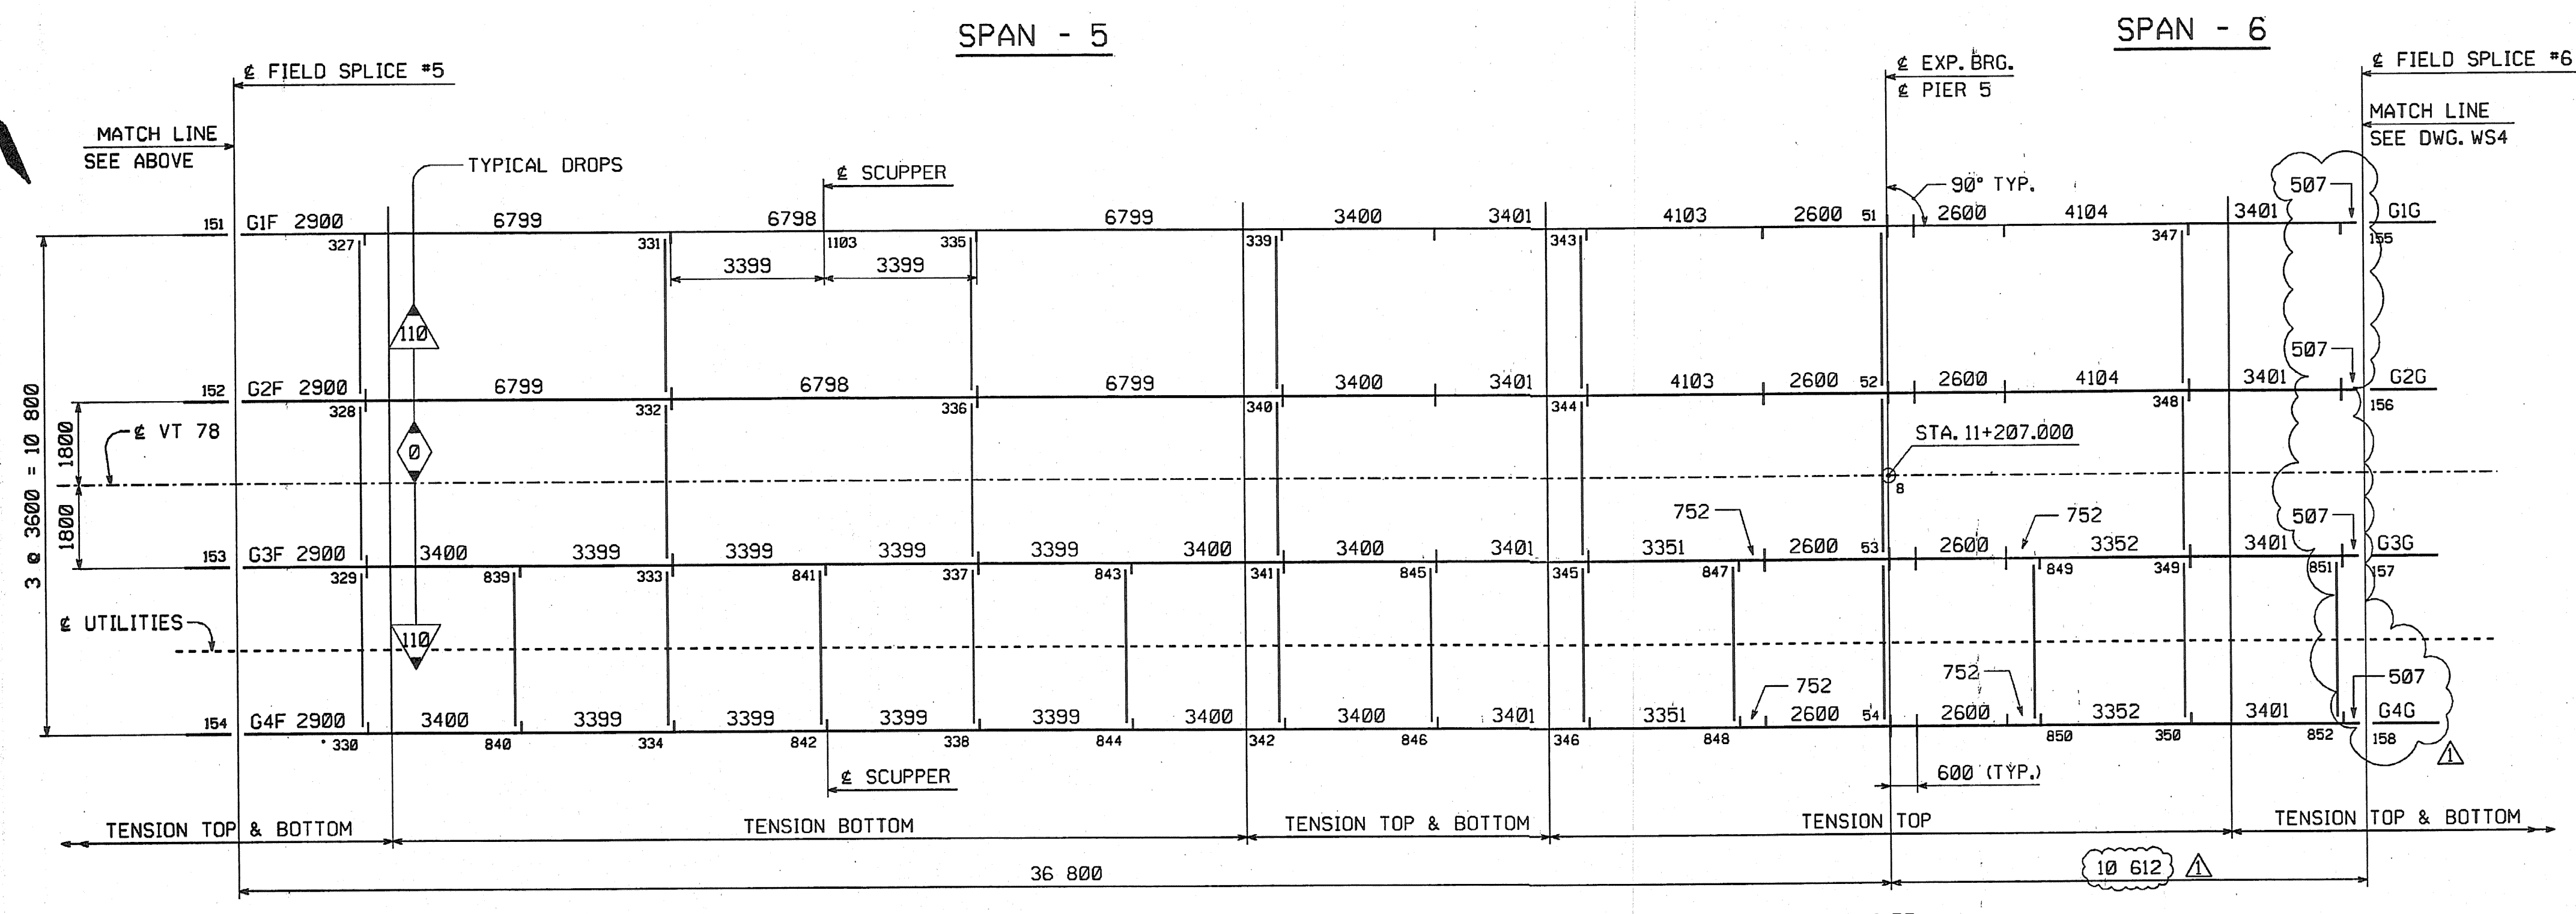 SPAN - 5
SPAN - 6
℄ FIELD SPLICE #5
℄ EXP. BRG.
℄ PIER 5
℄ FIELD SPLICE #6
MATCH LINE
SEE ABOVE
MATCH LINE
SEE DWG. WS4
TYPICAL DROPS
℄ SCUPPER
90° TYP.
507
151 G1F 2900 6799 6798 6799 3400 3401 4103 2600 51 2600 4104 3401 G1G
327 331 1103 335 339 343 347 155
3399 3399
110
507
152 G2F 2900 6799 6798 6799 3400 3401 4103 2600 52 2600 4104 3401 G2G
328 332 336 340 344 348 156
3 @ 3600 = 10 800
1800
1800
℄ VT 78
0
STA. 11+207.000
8
752
752
507
153 G3F 2900 3400 3399 3399 3399 3399 3400 3400 3401 3351 2600 53 2600 3352 3401 G3G
329 839 333 841 337 843 341 845 345 847 849 349 851 157
℄ UTILITIES
110
752
752
507
154 G4F 2900 3400 3399 3399 3399 3399 3400 3400 3401 3351 2600 54 2600 3352 3401 G4G
330 840 334 842 338 844 342 846 346 848 850 350 852 158
1
℄ SCUPPER
600 (TYP.)
TENSION TOP & BOTTOM
TENSION BOTTOM
TENSION TOP & BOTTOM
TENSION TOP
TENSION TOP & BOTTOM
36 800
10 612
1